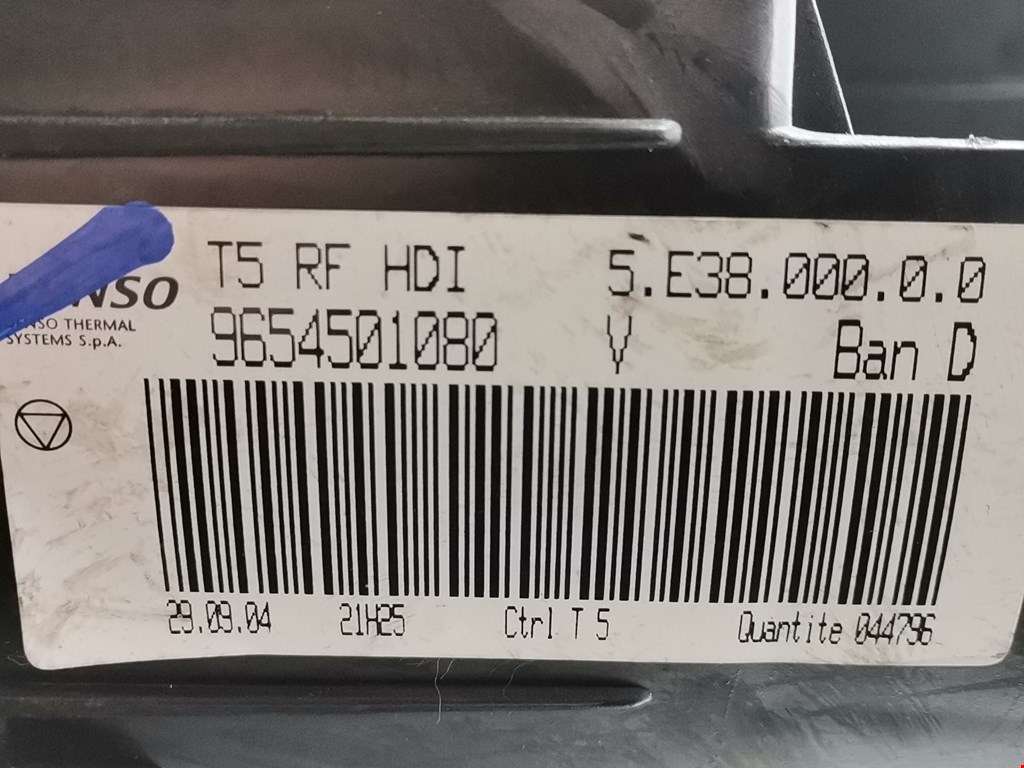 T5 RF HDI 5.E38.000.0.0
9654501080 V Ban D
THERMAL
SYSTEMS S.p.A.
29.09.04 21H25 Ctrl T 5 Quantite 044796